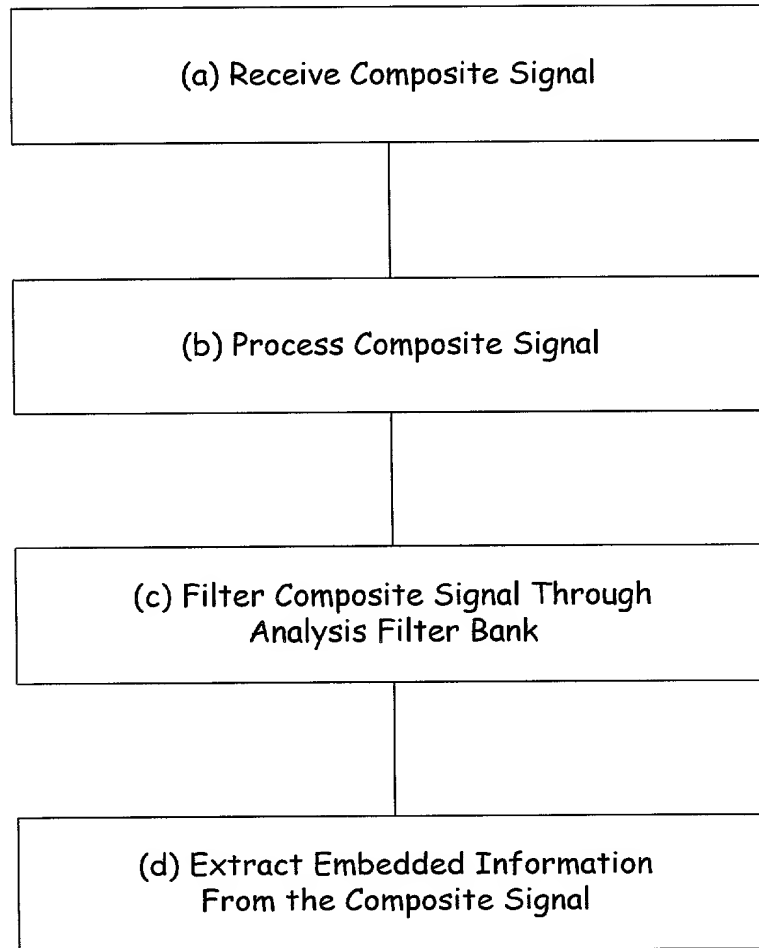 (a) Receive Composite Signal
(b) Process Composite Signal
(c) Filter Composite Signal Through
Analysis Filter Bank
(d) Extract Embedded Information
From the Composite Signal